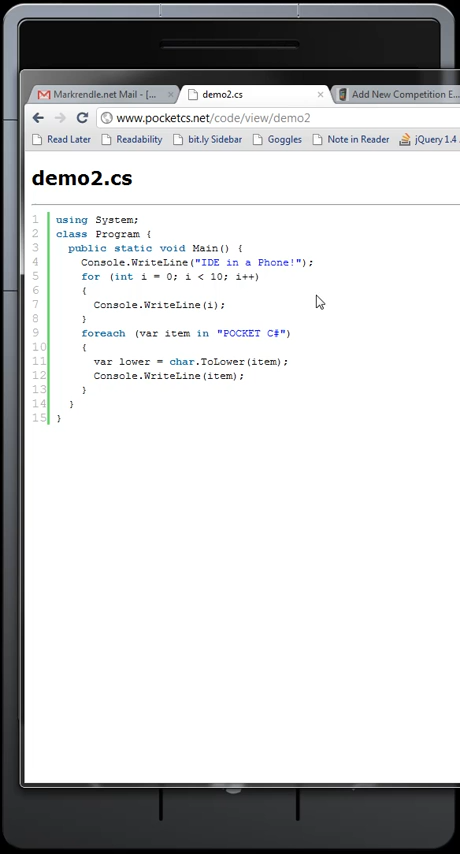 Markrendle.net Mail - [...
demo2.cs
Add New Competition E...
www.pocketcs.net/code/view/demo2
Read Later
Readability
bit.ly Sidebar
Goggles
Note in Reader
jQuery 1.4
demo2.cs
1 using System;
2 class Program {
3 public static void Main() {
4 Console.WriteLine("IDE in a Phone!");
5 for (int i = 0; i < 10; i++)
6 {
7 Console.WriteLine(i);
8 }
9 foreach (var item in "POCKET C#")
10 {
11 var lower = char.ToLower(item);
12 Console.WriteLine(item);
13 }
14 }
15 }